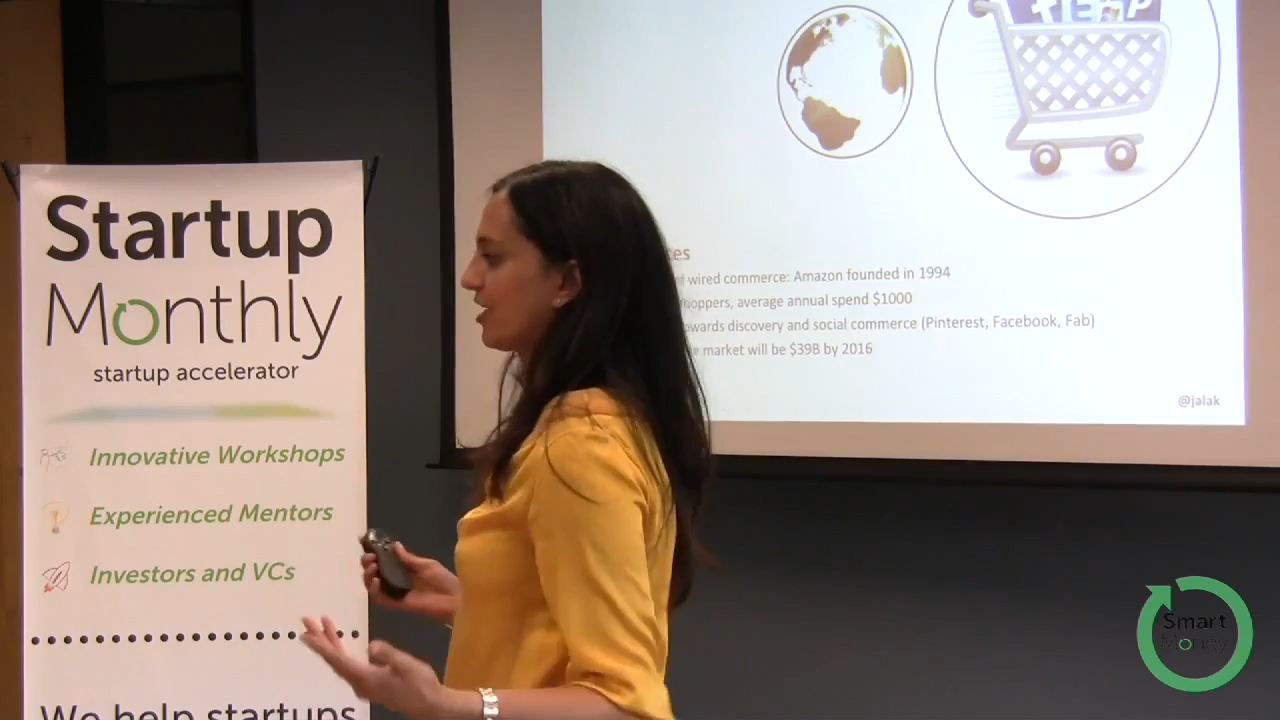 Startup
Monthly
startup accelerator
Innovative Workshops
Experienced Mentors
Investors and VCs
We help startups
wired commerce: Amazon founded in 1994
average annual spend $1000
discovery and social commerce (Pinterest, Facebook, Fab)
market will be $39B by 2016
@jalak
Smart
Money